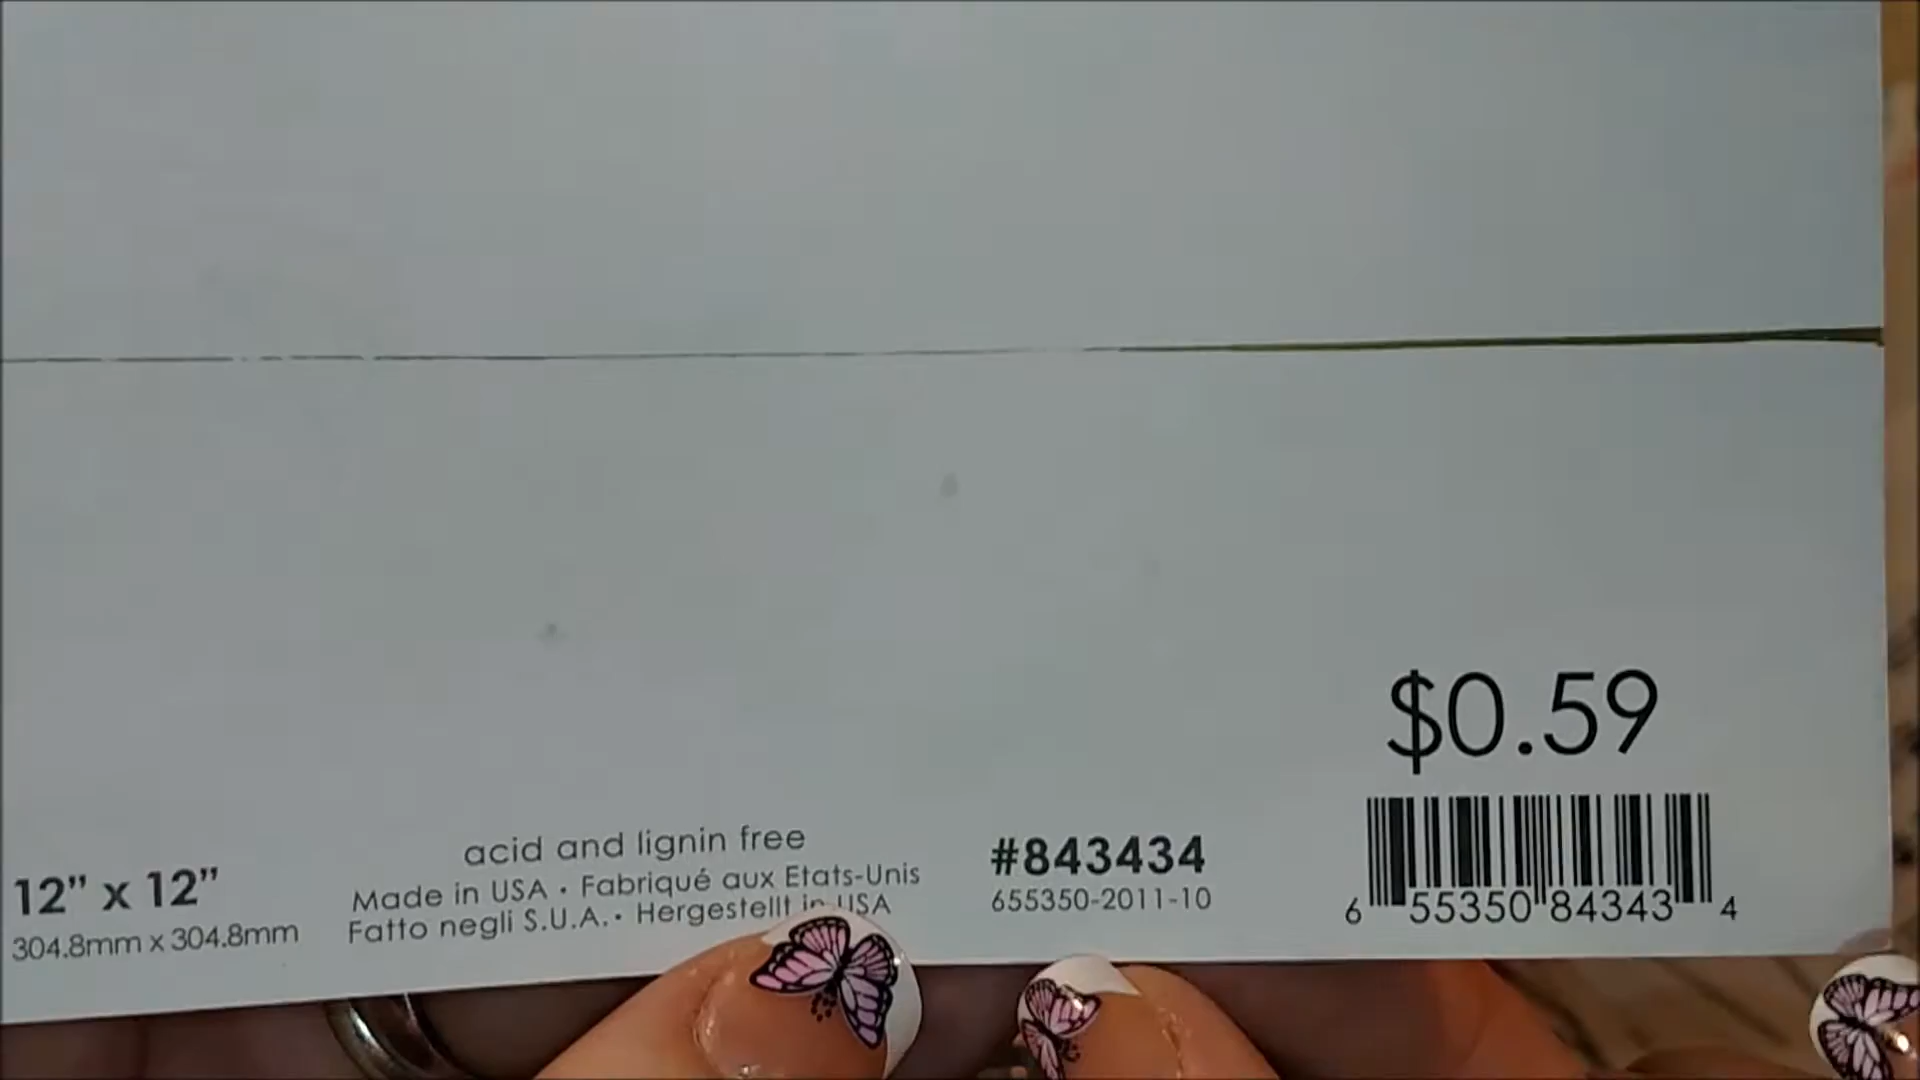 $0.59
acid and lignin free
12" x 12"
Made in USA • Fabriqué aux Etats-Unis
#843434
304.8mm x 304.8mm
Fatto negli S.U.A. • Hergestellt in USA
655350-2011-10
6 55350 84343 4